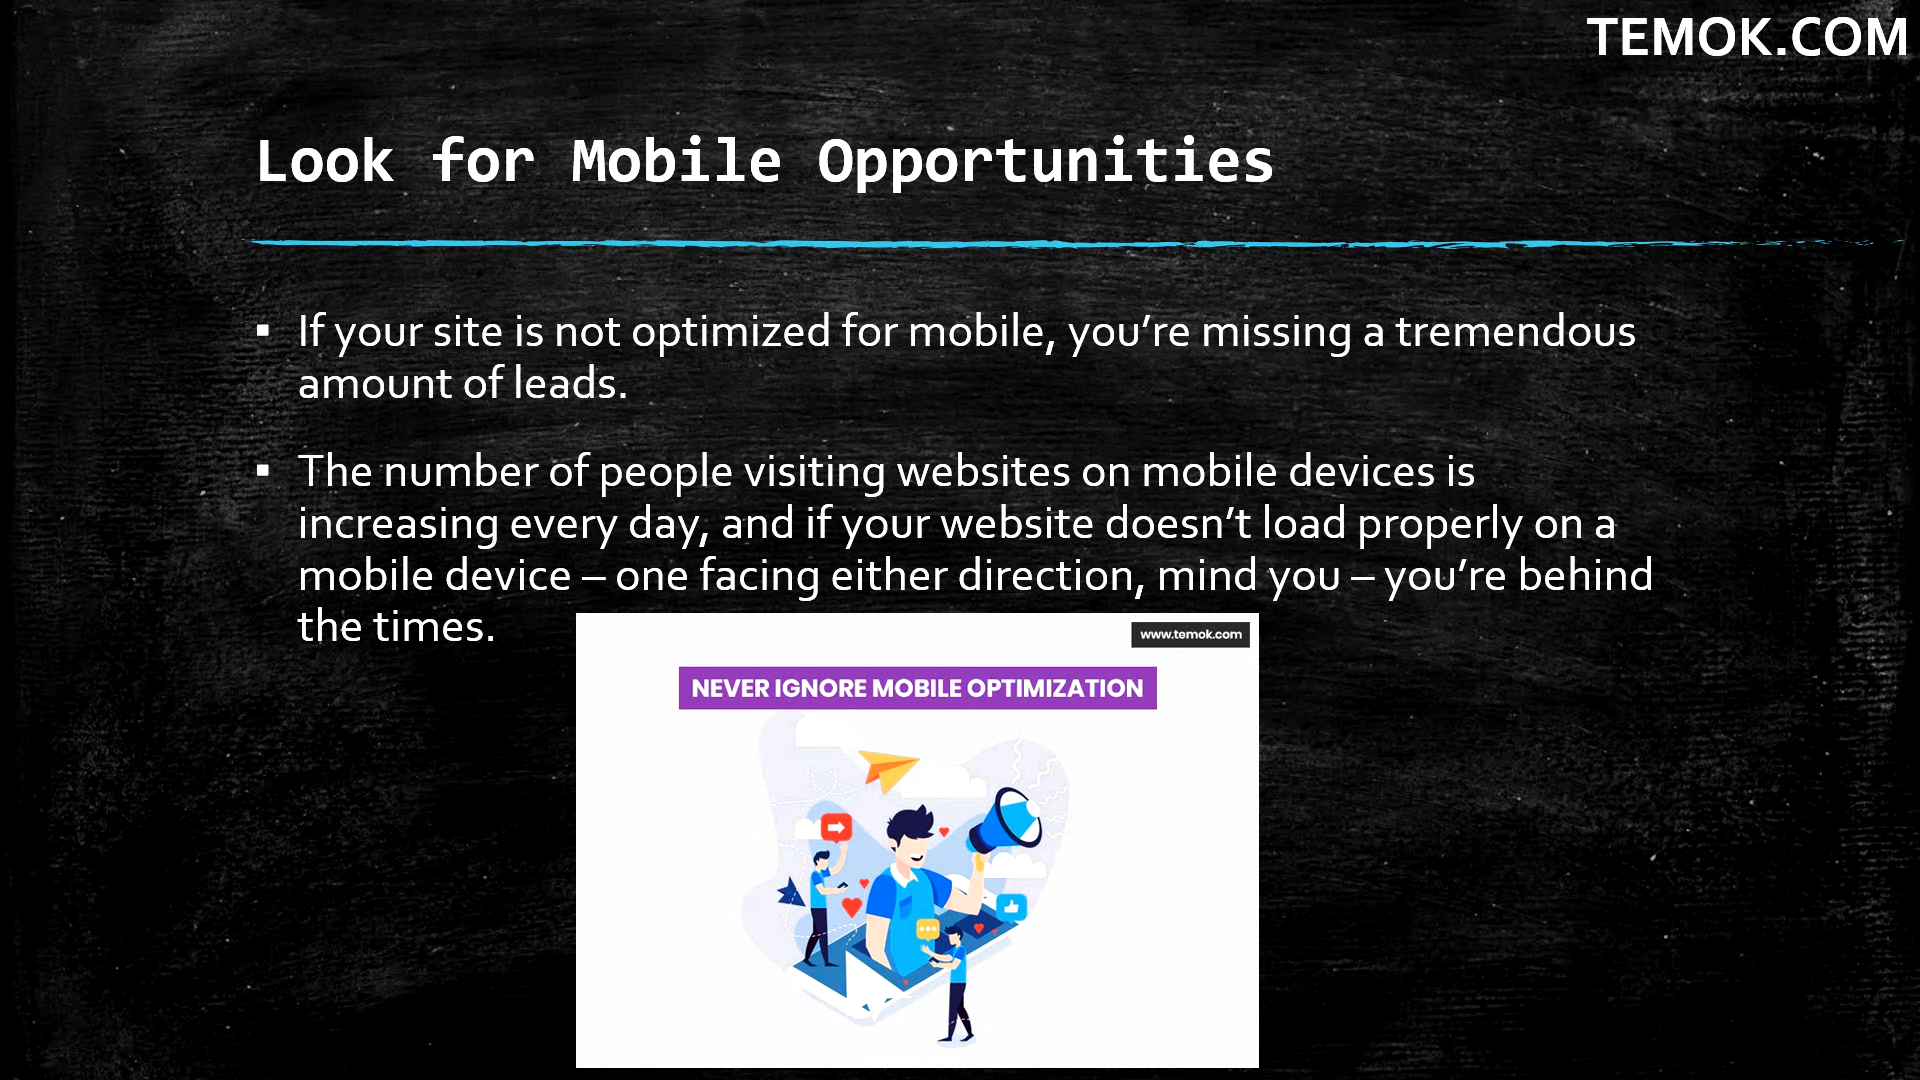 TEMOK.COM
Look for Mobile Opportunities
▪ If your site is not optimized for mobile, you’re missing a tremendous
amount of leads.
▪ The number of people visiting websites on mobile devices is
increasing every day, and if your website doesn’t load properly on a
mobile device – one facing either direction, mind you – you’re behind
the times.
www.temok.com
NEVER IGNORE MOBILE OPTIMIZATION